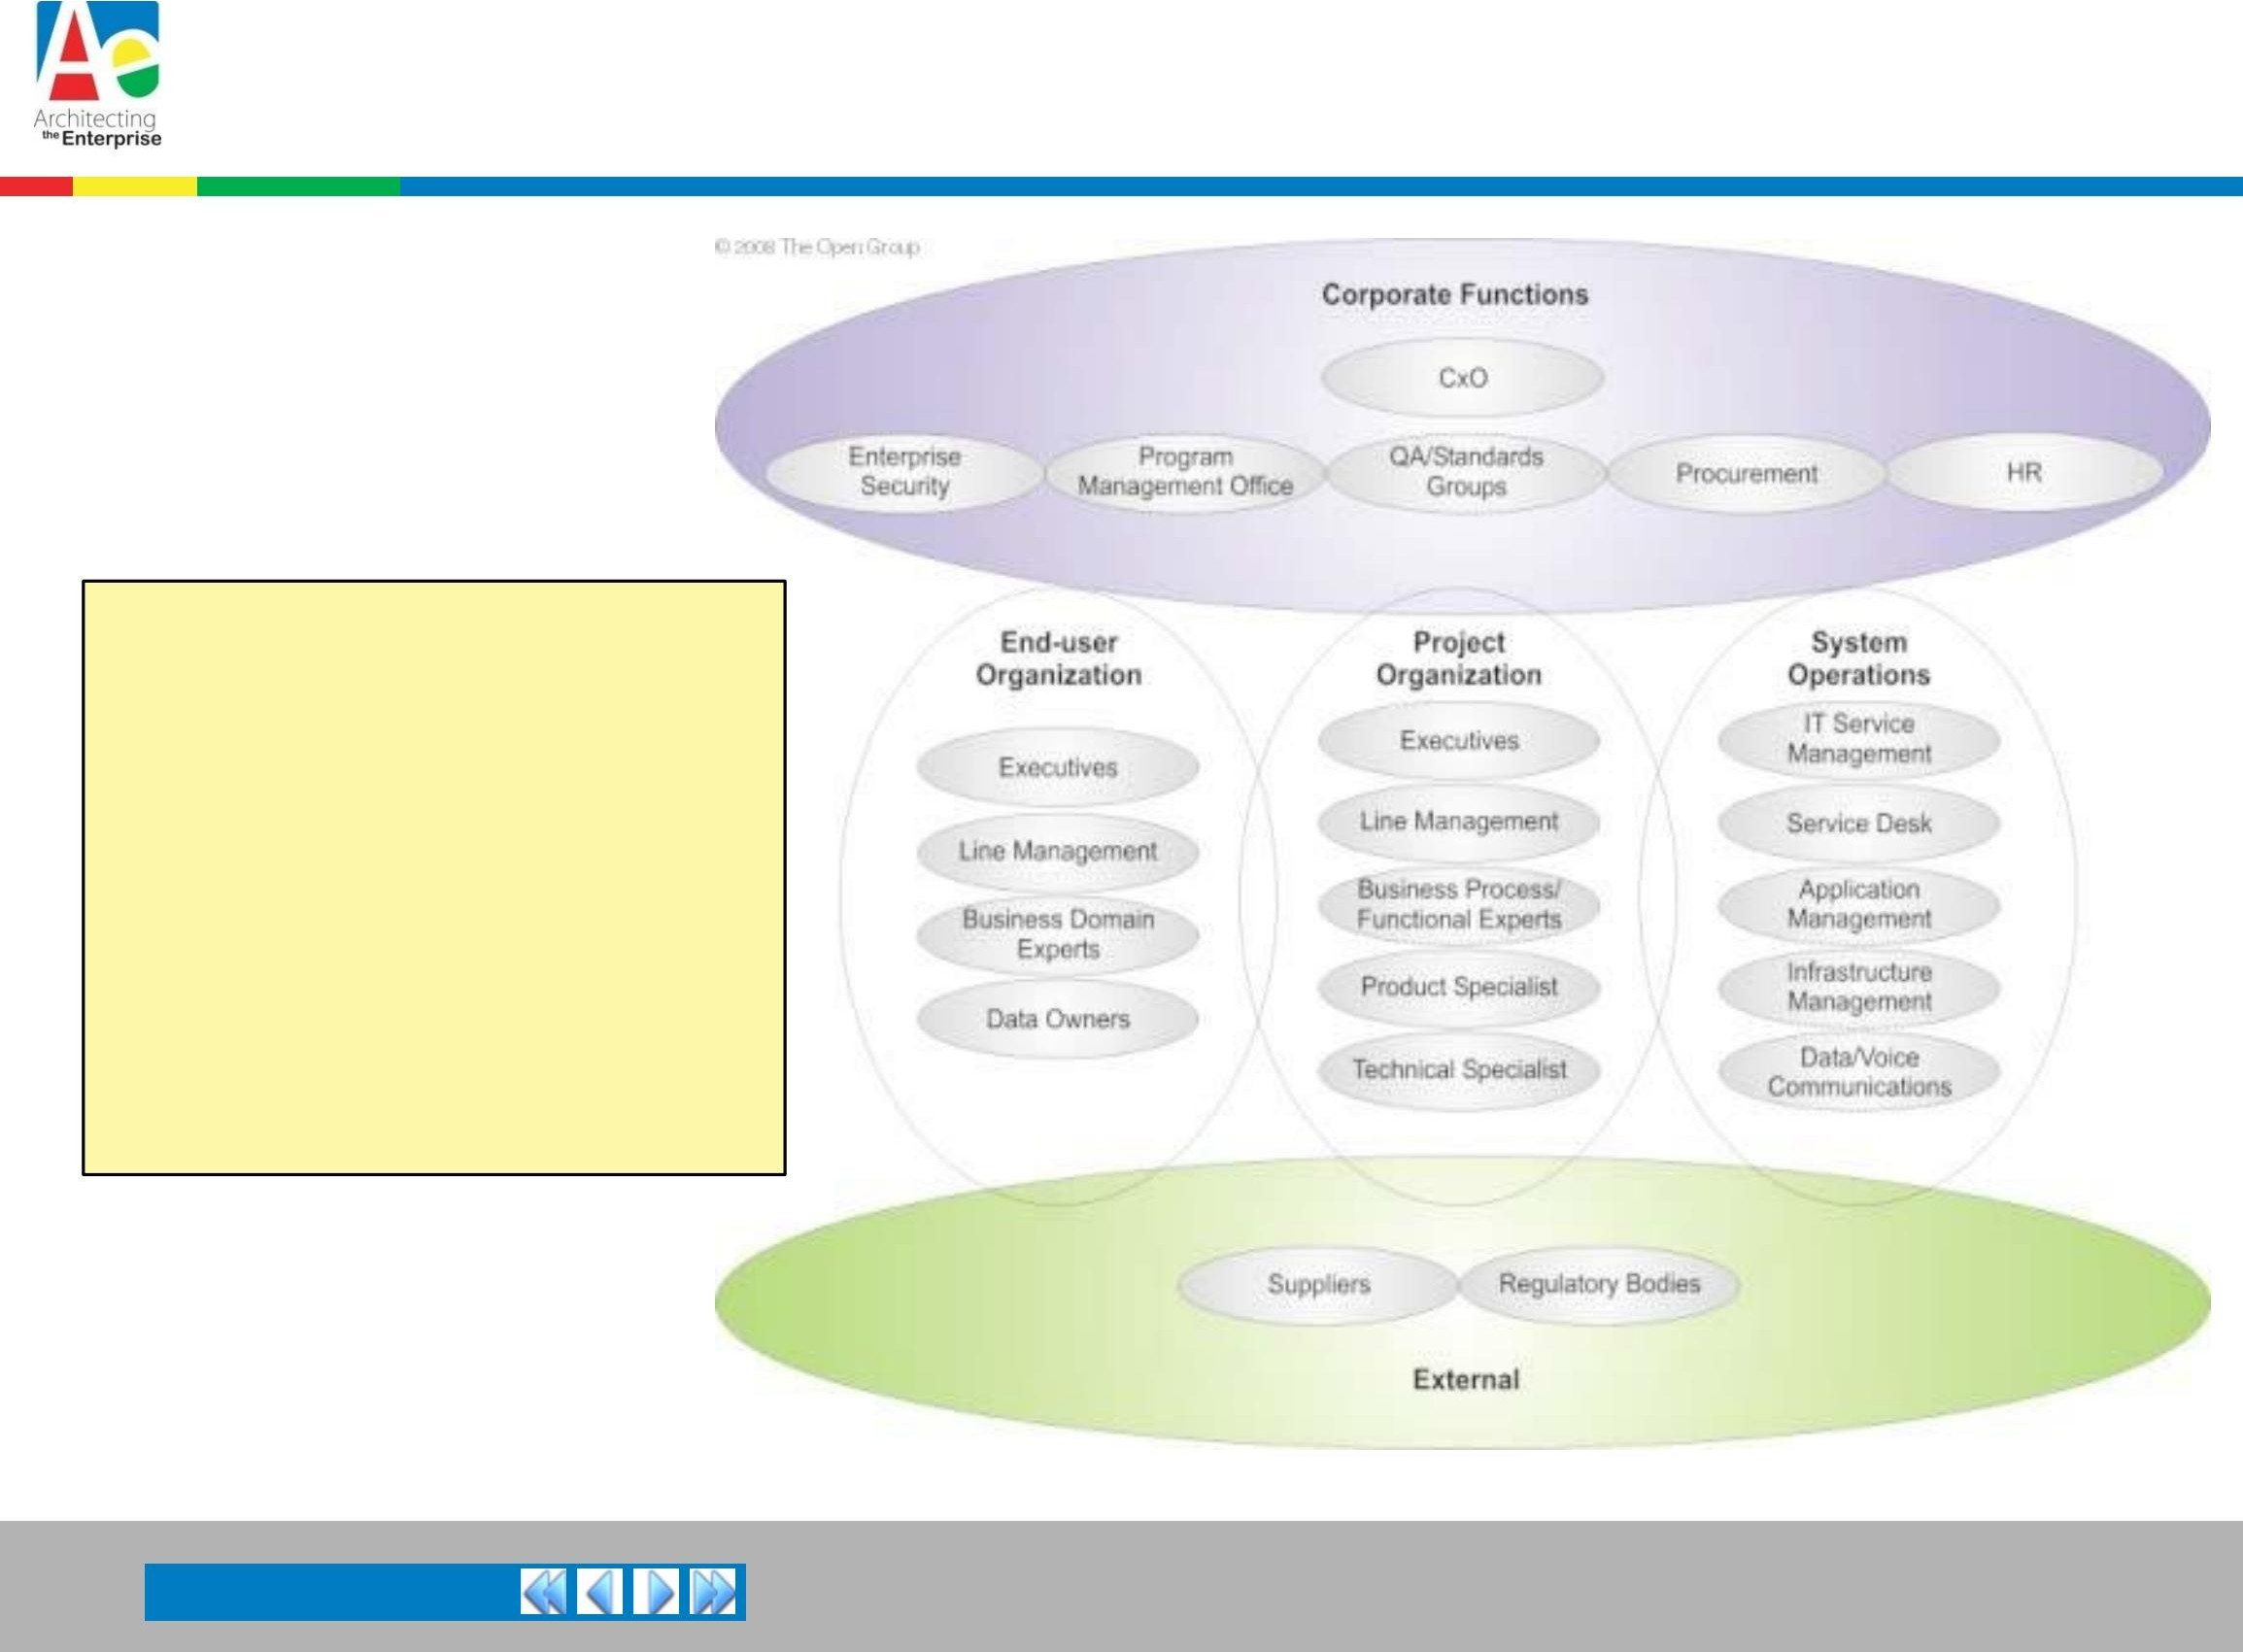 Architecting
the Enterprise
© 2008 The Open Group
Corporate Functions
CxO
Enterprise
Security
Program
Management Office
QA/Standards
Groups
Procurement
HR
End-user
Organization
Executives
Line Management
Business Domain
Experts
Data Owners
Project
Organization
Executives
Line Management
Business Process/
Functional Experts
Product Specialist
Technical Specialist
System
Operations
IT Service
Management
Service Desk
Application
Management
Infrastructure
Management
Data/Voice
Communications
Suppliers
Regulatory Bodies
External